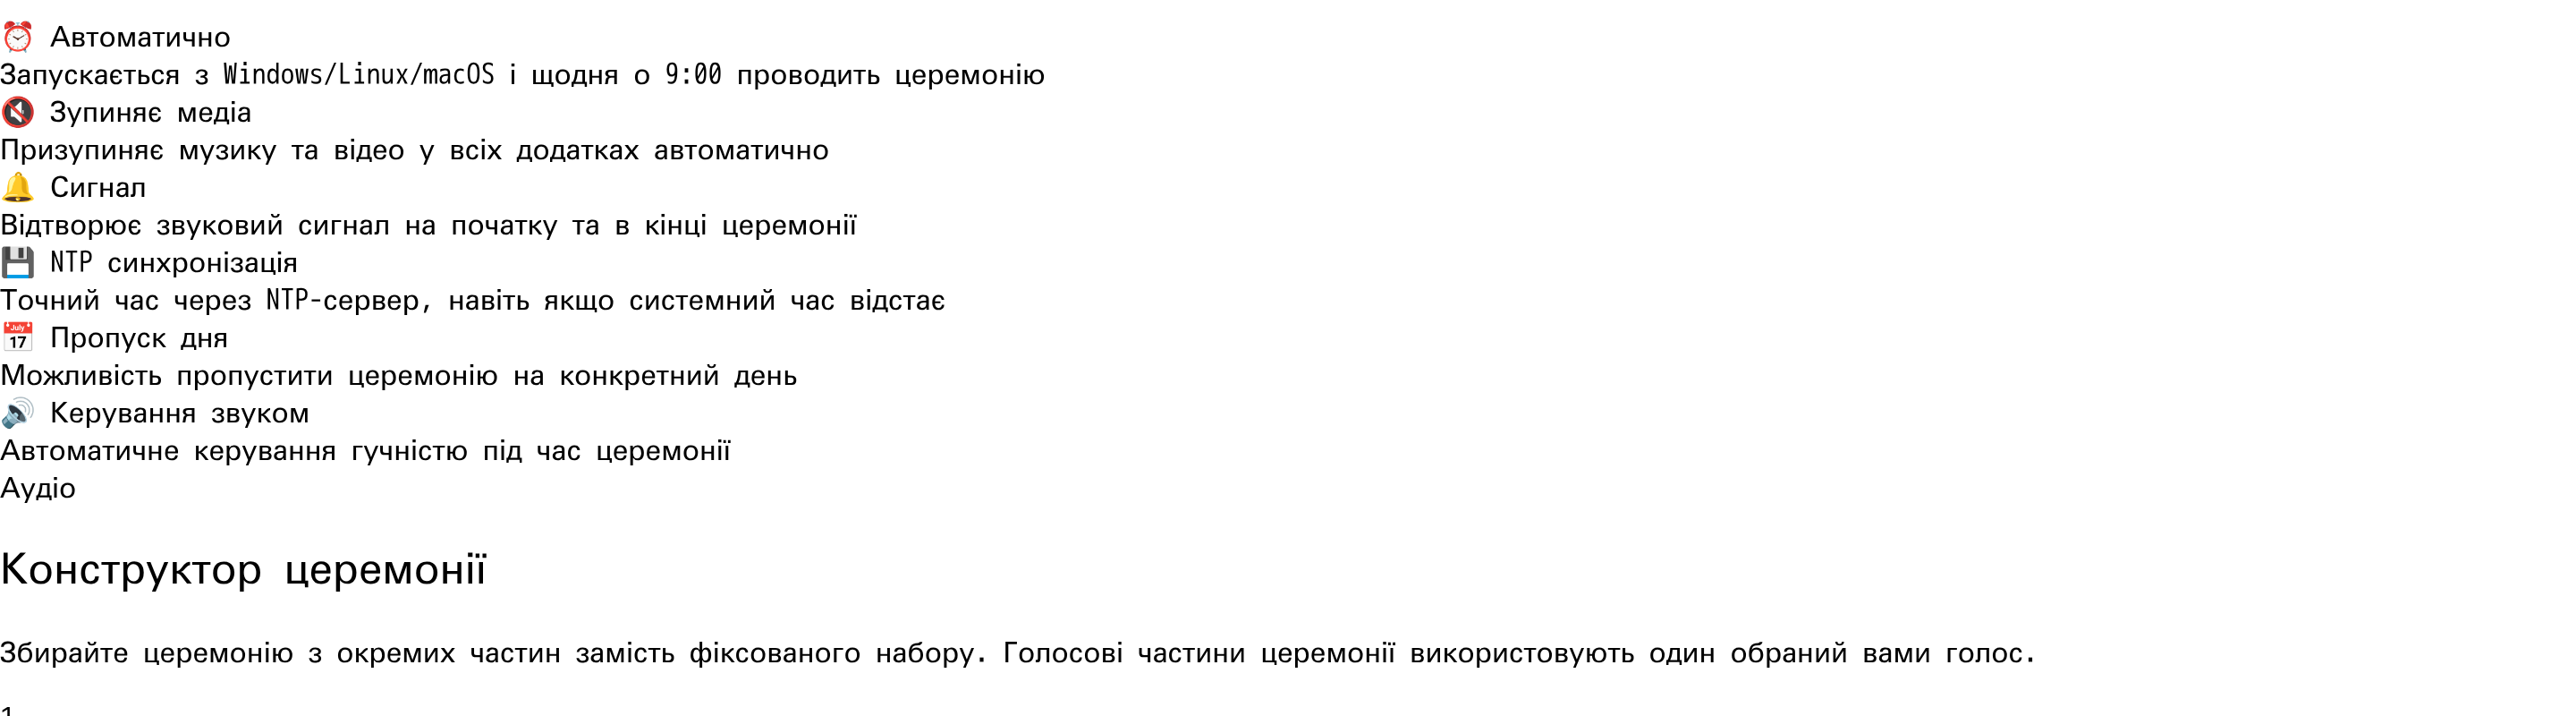 ⏰ Автоматично
Запускається з Windows/Linux/macOS і щодня о 9:00 проводить церемонію
🔇 Зупиняє медіа
Призупиняє музику та відео у всіх додатках автоматично
🔔 Сигнал
Відтворює звуковий сигнал на початку та в кінці церемонії
💾 NTP синхронізація
Точний час через NTP-сервер, навіть якщо системний час відстає
📅 Пропуск дня
Можливість пропустити церемонію на конкретний день
🔊 Керування звуком
Автоматичне керування гучністю під час церемонії
Аудіо
Конструктор церемонії
Збирайте церемонію з окремих частин замість фіксованого набору. Голосові частини церемонії використовують один обраний вами голос.